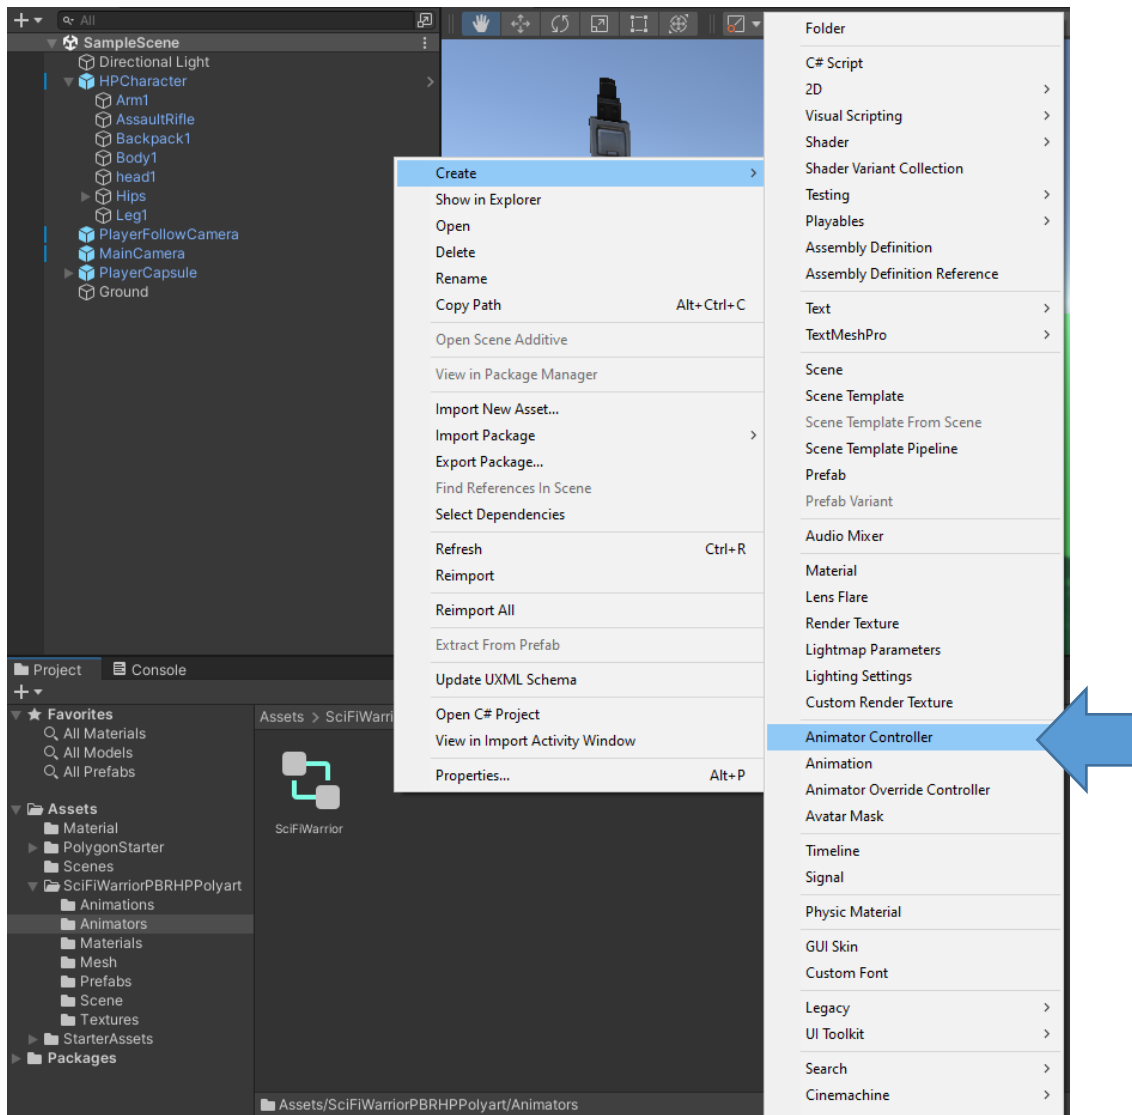 All
SampleScene
Directional Light
HPCharacter
Arm1
AssaultRifle
Backpack1
Body1
head1
Hips
Leg1
PlayerFollowCamera
MainCamera
PlayerCapsule
Ground
Create
Show in Explorer
Open
Delete
Rename
Copy Path Alt+Ctrl+C
Open Scene Additive
View in Package Manager
Import New Asset...
Import Package
Export Package...
Find References In Scene
Select Dependencies
Refresh Ctrl+R
Reimport
Reimport All
Extract From Prefab
Update UXML Schema
Open C# Project
View in Import Activity Window
Properties... Alt+P
Folder
C# Script
2D
Visual Scripting
Shader
Shader Variant Collection
Testing
Playables
Assembly Definition
Assembly Definition Reference
Text
TextMeshPro
Scene
Scene Template
Scene Template From Scene
Scene Template Pipeline
Prefab
Prefab Variant
Audio Mixer
Material
Lens Flare
Render Texture
Lightmap Parameters
Lighting Settings
Custom Render Texture
Animator Controller
Animation
Animator Override Controller
Avatar Mask
Timeline
Signal
Physic Material
GUI Skin
Custom Font
Legacy
UI Toolkit
Search
Cinemachine
Project Console
Favorites
All Materials
All Models
All Prefabs
Assets
Material
PolygonStarter
Scenes
SciFiWarriorPBRHPPolyart
Animations
Animators
Materials
Mesh
Prefabs
Scene
Textures
StarterAssets
Packages
Assets > SciFiWarri
SciFiWarrior
Assets/SciFiWarriorPBRHPPolyart/Animators